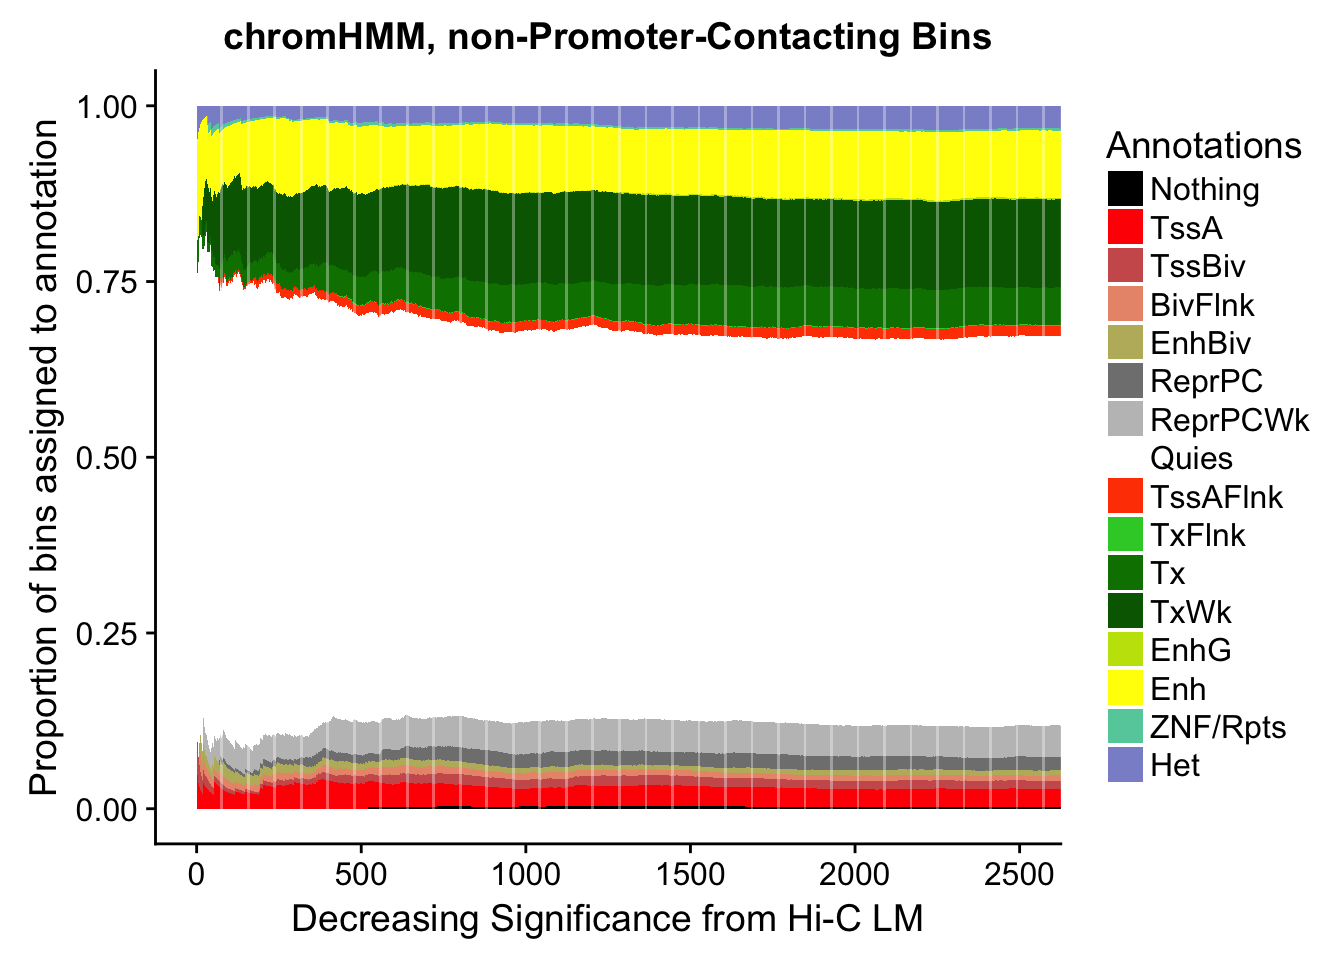 chromHMM, non-Promoter-Contacting Bins
Proportion of bins assigned to annotation
1.00
0.75
0.50
0.25
0.00
0
500
1000
1500
2000
2500
Decreasing Significance from Hi-C LM
Annotations
Nothing
TssA
TssBiv
BivFlnk
EnhBiv
ReprPC
ReprPCWk
Quies
TssAFlnk
TxFlnk
Tx
TxWk
EnhG
Enh
ZNF/Rpts
Het